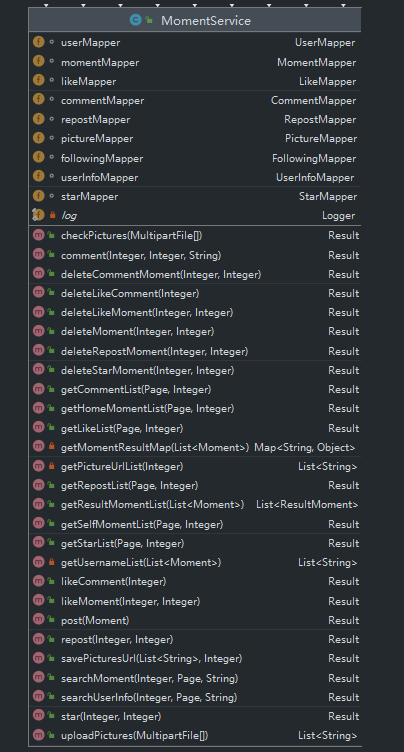 MomentService
userMapper UserMapper
momentMapper MomentMapper
likeMapper LikeMapper
commentMapper CommentMapper
repostMapper RepostMapper
pictureMapper PictureMapper
followingMapper FollowingMapper
userInfoMapper UserInfoMapper
starMapper StarMapper
log Logger
checkPictures(MultipartFile[]) Result
comment(Integer, Integer, String) Result
deleteCommentMoment(Integer, Integer) Result
deleteLikeComment(Integer) Result
deleteLikeMoment(Integer, Integer) Result
deleteMoment(Integer, Integer) Result
deleteRepostMoment(Integer, Integer) Result
deleteStarMoment(Integer, Integer) Result
getCommentList(Page, Integer) Result
getHomeMomentList(Page, Integer) Result
getLikeList(Page, Integer) Result
getMomentResultMap(List<Moment>) Map<String, Object>
getPictureUrlList(Integer) List<String>
getRepostList(Page, Integer) Result
getResultMomentList(List<Moment>) List<ResultMoment>
getSelfMomentList(Page, Integer) Result
getStarList(Page, Integer) Result
getUsernameList(List<Moment>) List<String>
likeComment(Integer) Result
likeMoment(Integer, Integer) Result
post(Moment) Result
repost(Integer, Integer) Result
savePicturesUrl(List<String>, Integer) Result
searchMoment(Integer, Page, String) Result
searchUserInfo(Integer, Page, String) Result
star(Integer, Integer) Result
uploadPictures(MultipartFile[]) List<String>